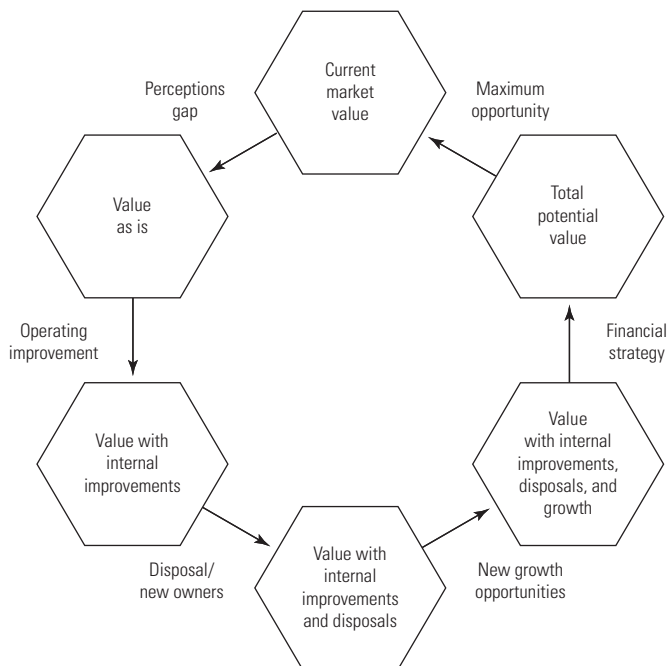 Current
market
value
Perceptions
gap
Maximum
opportunity
Value
as is
Total
potential
value
Operating
improvement
Financial
strategy
Value with
internal
improvements
Value
with internal
improvements,
disposals, and
growth
Disposal/
new owners
Value with
internal
improvements
and disposals
New growth
opportunities